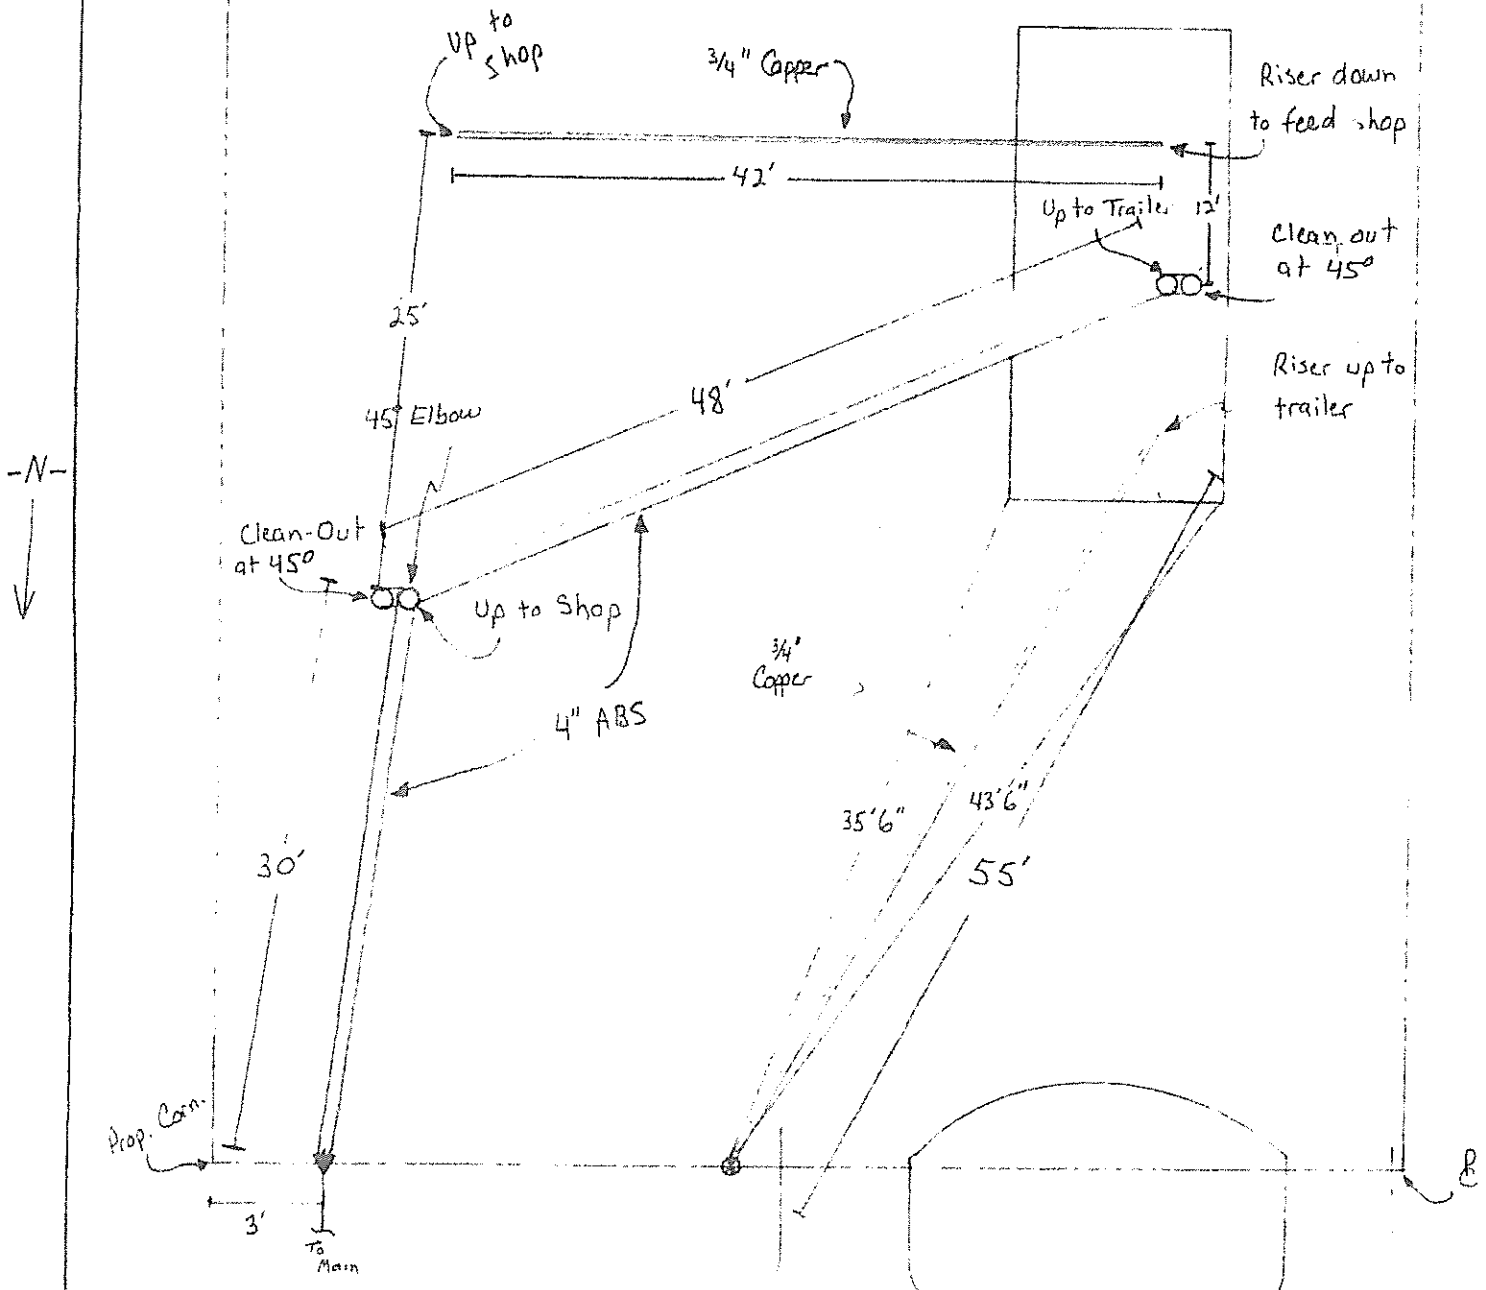 Up to
Shop
3/4" Copper
Riser down
to feed shop
42'
Up to Trailer
12'
Clean out
at 45°
25'
Riser up to
trailer
48'
45 Elbow
-N-
Clean-Out
at 45°
Up to Shop
3/4"
Copper
4" ABS
35'6"
43'6"
30'
55'
Prop. Corn.
3'
To
Main